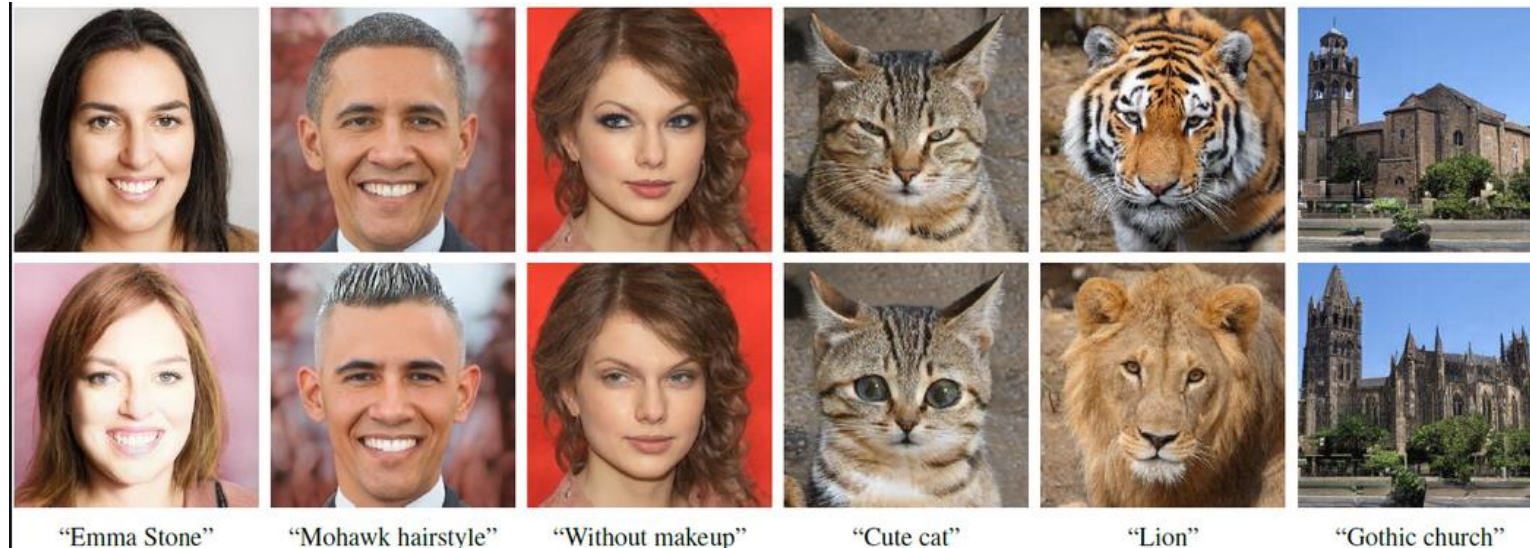 “Emma Stone” “Mohawk hairstyle” “Without makeup” “Cute cat” “Lion” “Gothic church”